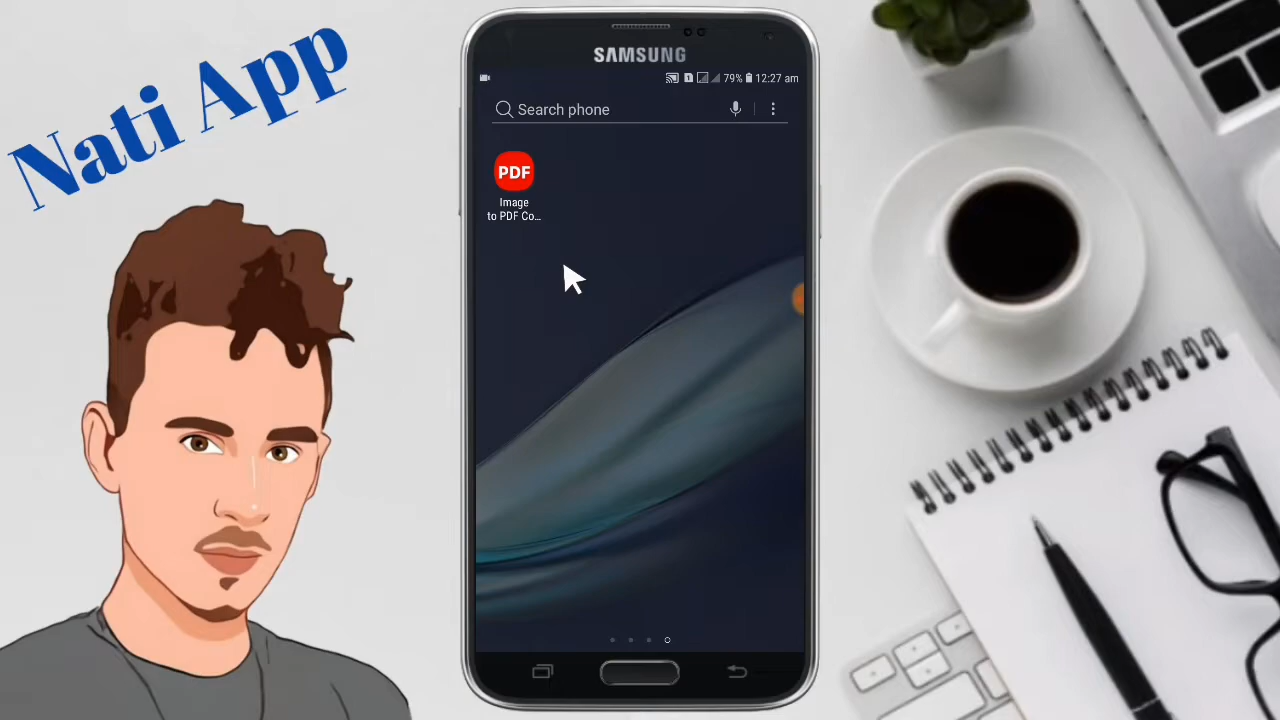 Nati App
SAMSUNG
79% 12:27 am
Search phone
PDF
Image
to PDF Co...